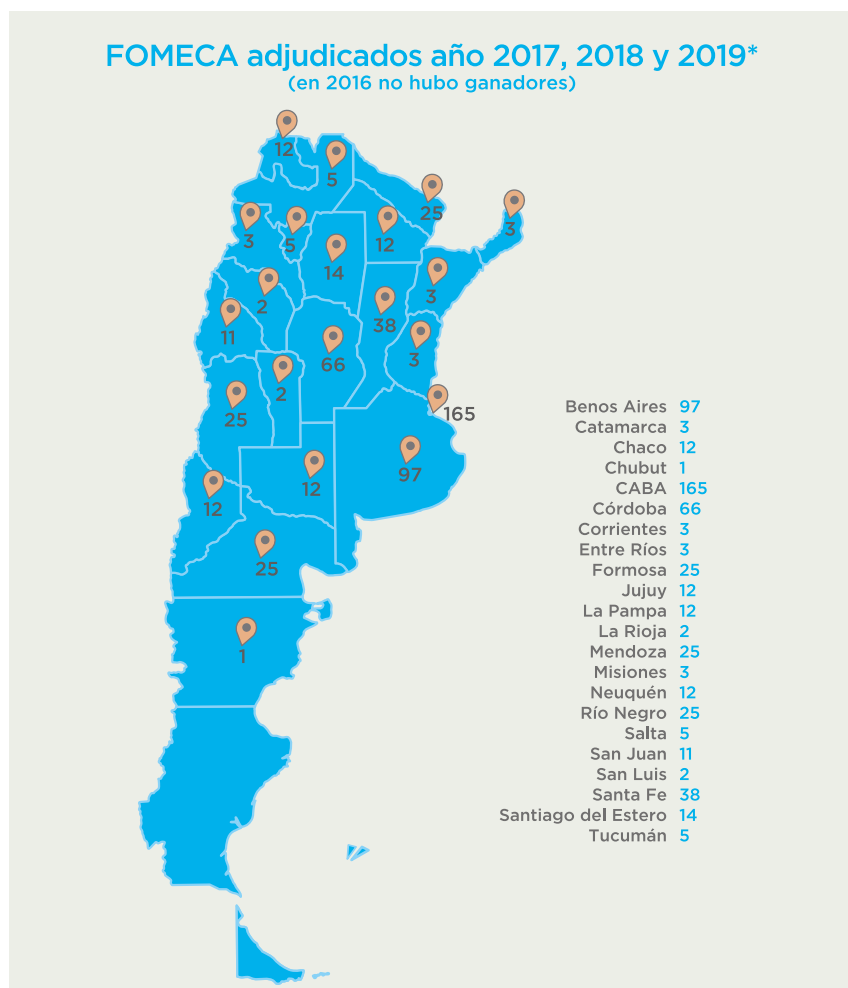 FOMECA adjudicados año 2017, 2018 y 2019*
(en 2016 no hubo ganadores)
12
5
25
3
3
5
12
14
3
2
38
11
66
3
2
25
165
97
12
12
25
1
Benos Aires 97
Catamarca 3
Chaco 12
Chubut 1
CABA 165
Córdoba 66
Corrientes 3
Entre Ríos 3
Formosa 25
Jujuy 12
La Pampa 12
La Rioja 2
Mendoza 25
Misiones 3
Neuquén 12
Río Negro 25
Salta 5
San Juan 11
San Luis 2
Santa Fe 38
Santiago del Estero 14
Tucumán 5